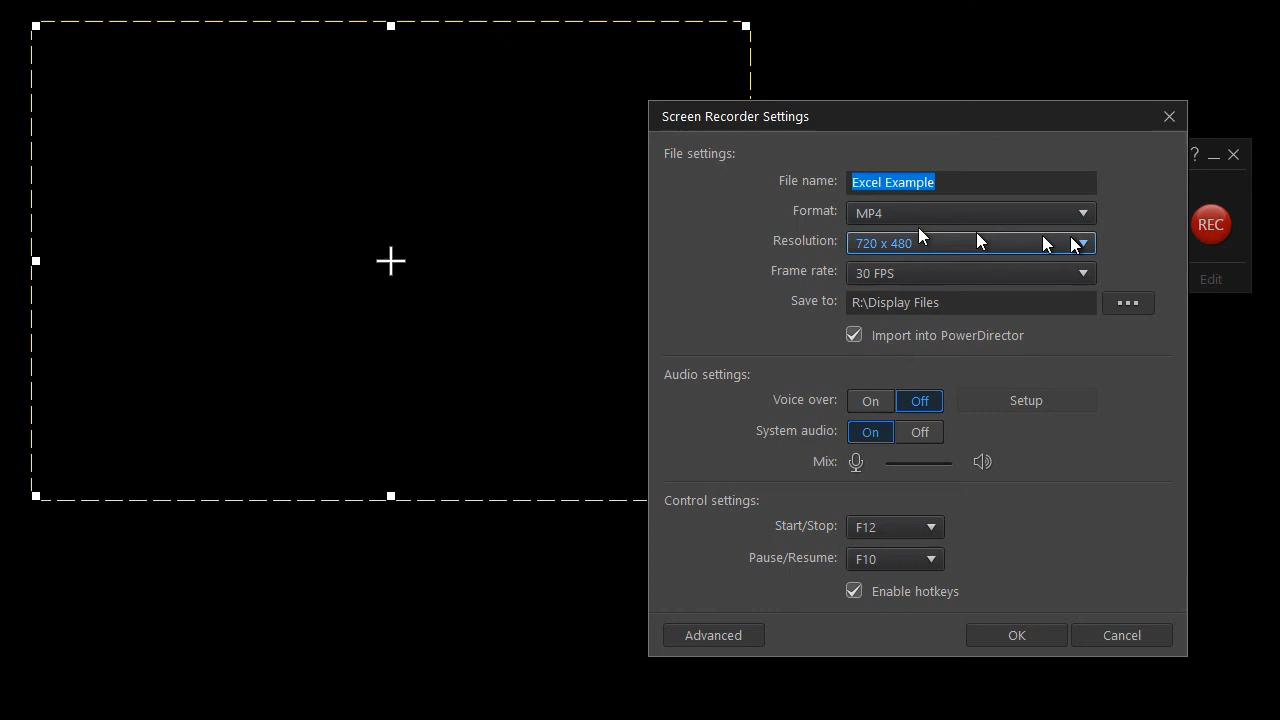 Screen Recorder Settings
File settings:
File name: Excel Example
Format: MP4
Resolution: 720 x 480
Frame rate: 30 FPS
Save to: R:\Display Files
Import into PowerDirector
Audio settings:
Voice over: On Off Setup
System audio: On Off
Mix:
Control settings:
Start/Stop: F12
Pause/Resume: F10
Enable hotkeys
Advanced OK Cancel
?
REC
Edit